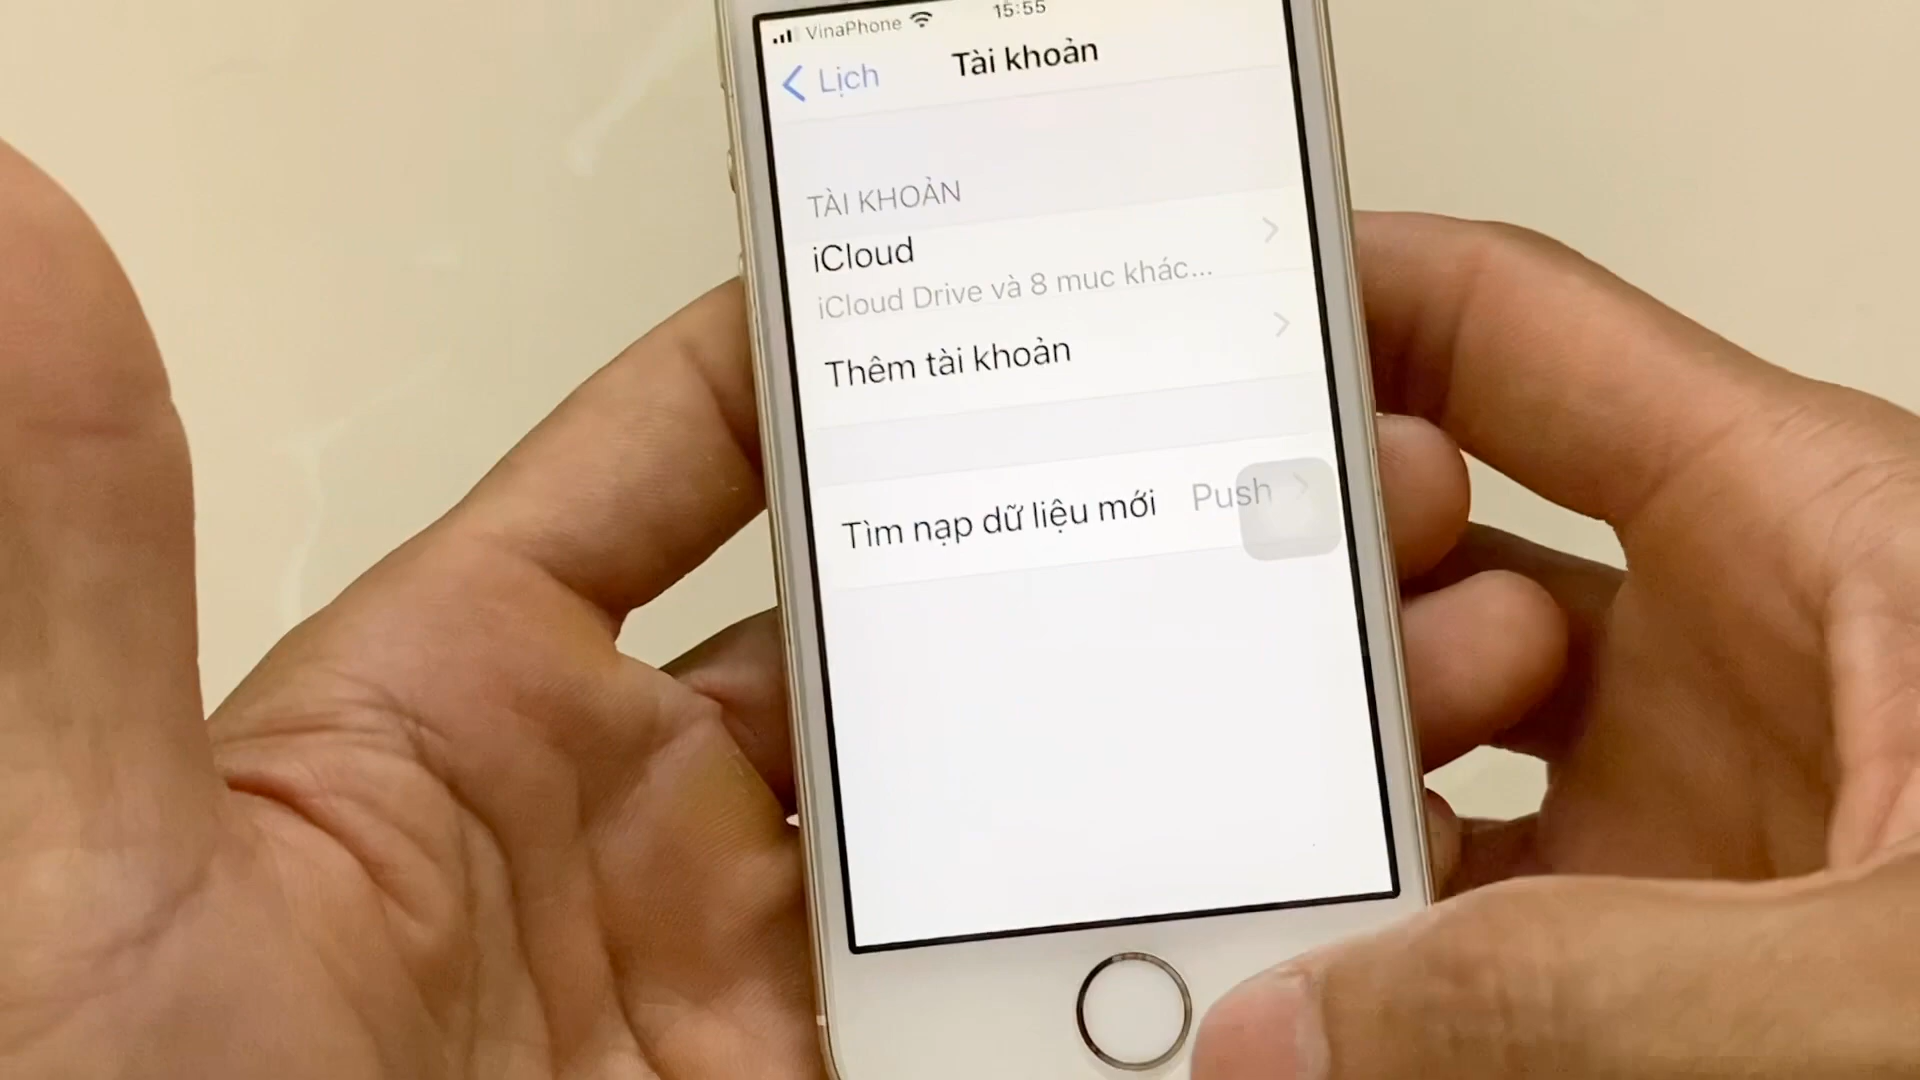 VinaPhone 15:55
Lịch Tài khoản
TÀI KHOẢN
iCloud
iCloud Drive và 8 mục khác...
Thêm tài khoản
Tìm nạp dữ liệu mới Push